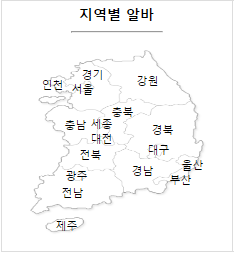 지역별 알바
경기
인천 서울 강원
충북
충남 세종 경북
대전
전북 대구
울산
광주 경남
부산
전남
제주